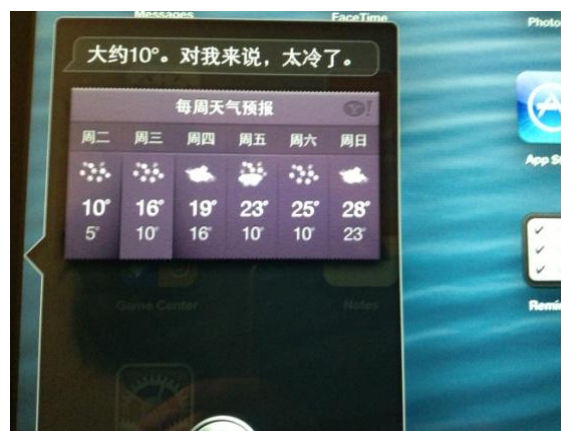 Messages
FaceTime
Photo
大约10°。对我来说，太冷了。
每周天气预报
Y!
周二 周三 周四 周五 周六 周日
10° 16° 19° 23° 25° 28°
5° 10° 16° 10° 10° 23°
App S
Game Center
Notes
Remi